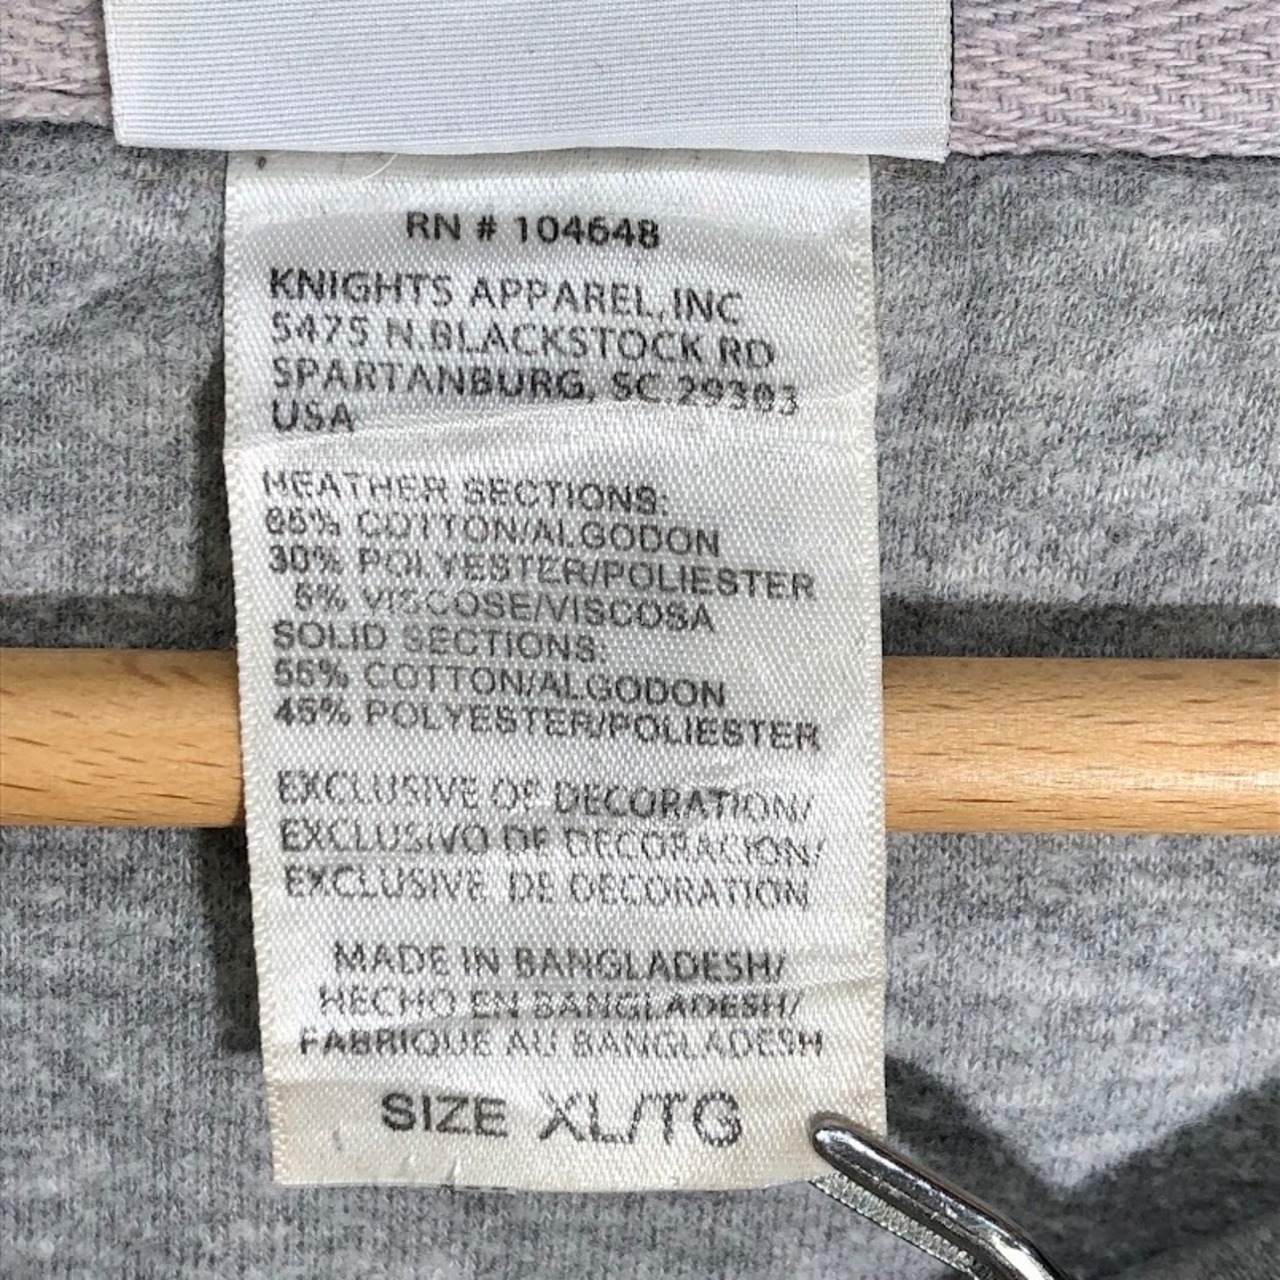 RN # 104648
KNIGHTS APPAREL,INC
5475 N.BLACKSTOCK RD
SPARTANBURG, SC.29303
USA
HEATHER SECTIONS:
65% COTTON/ALGODON
30% POLYESTER/POLIESTER
5% VISCOSE/VISCOSA
SOLID SECTIONS:
55% COTTON/ALGODON
45% POLYESTER/POLIESTER
EXCLUSIVE OF DECORATION/
EXCLUSIVO DE DECORACION/
EXCLUSIVE DE DECORATION
MADE IN BANGLADESH/
HECHO EN BANGLADESH/
FABRIQUE AU BANGLADESH
SIZE XL/TG